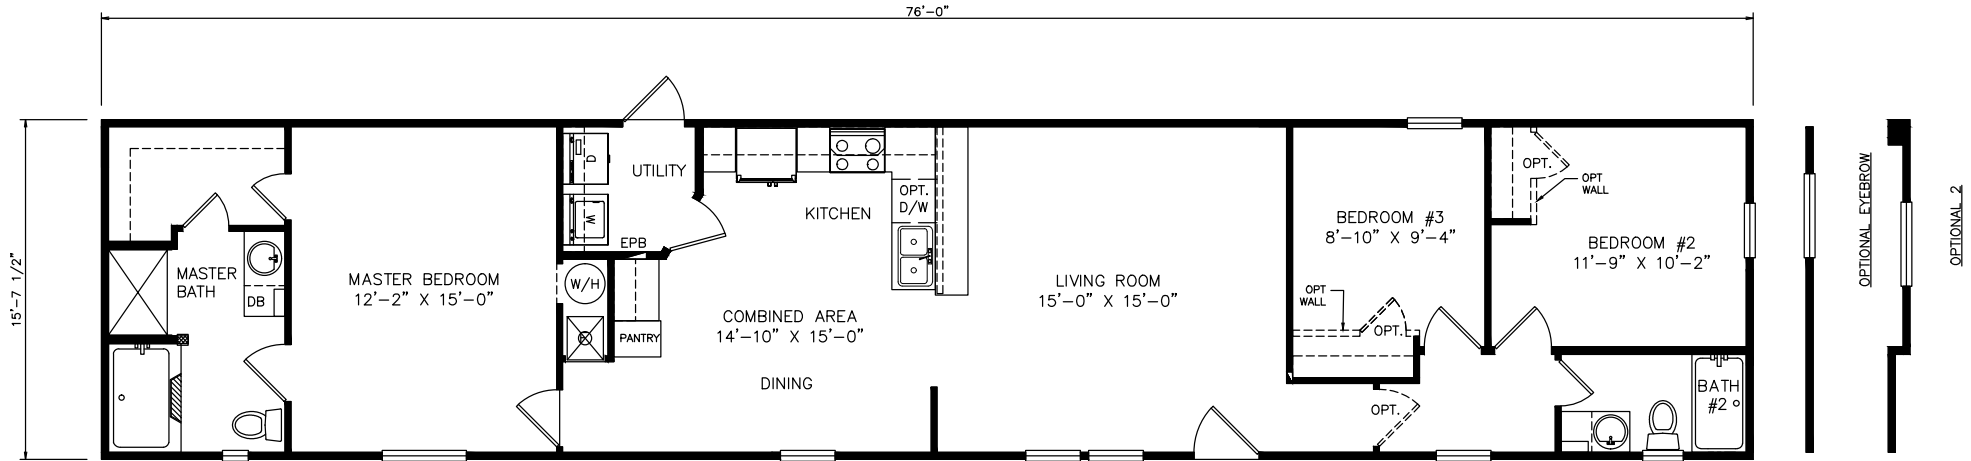 76'-0"
15'-7 1/2"
MASTER
BATH
DB
MASTER BEDROOM
12'-2" X 15'-0"
D
W
UTILITY
EPB
W/H
F
PANTRY
KITCHEN
OPT.
D/W
COMBINED AREA
14'-10" X 15'-0"
DINING
LIVING ROOM
15'-0" X 15'-0"
BEDROOM #3
8'-10" X 9'-4"
OPT
WALL
OPT.
OPT.
OPT.
OPT
WALL
BEDROOM #2
11'-9" X 10'-2"
BATH
#2
OPTIONAL EYEBROW
OPTIONAL 2